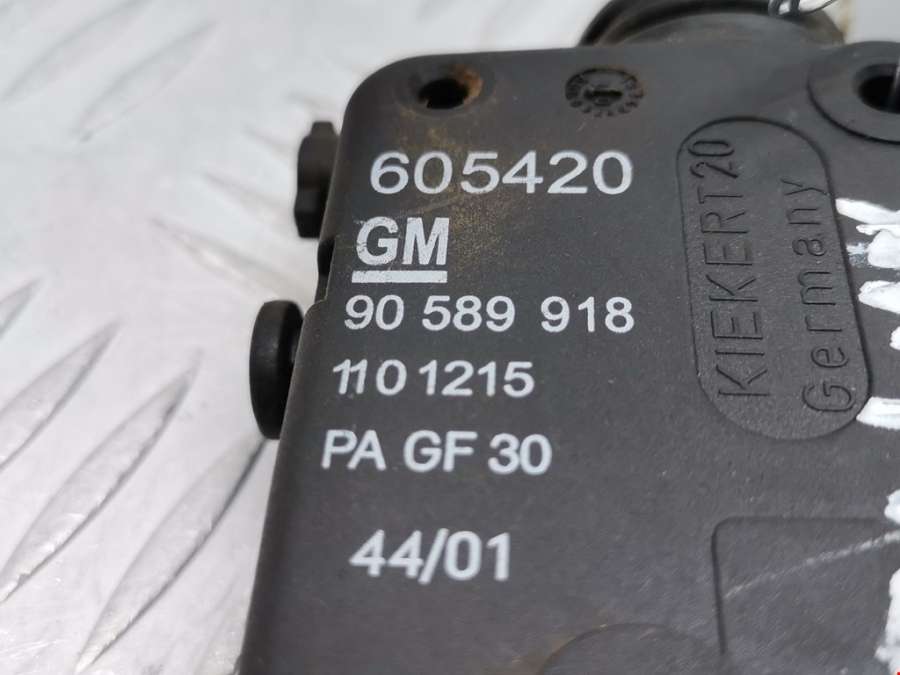 605420
GM
90 589 918
110 1215
PA GF 30
44/01
KIEKERT20
Germany